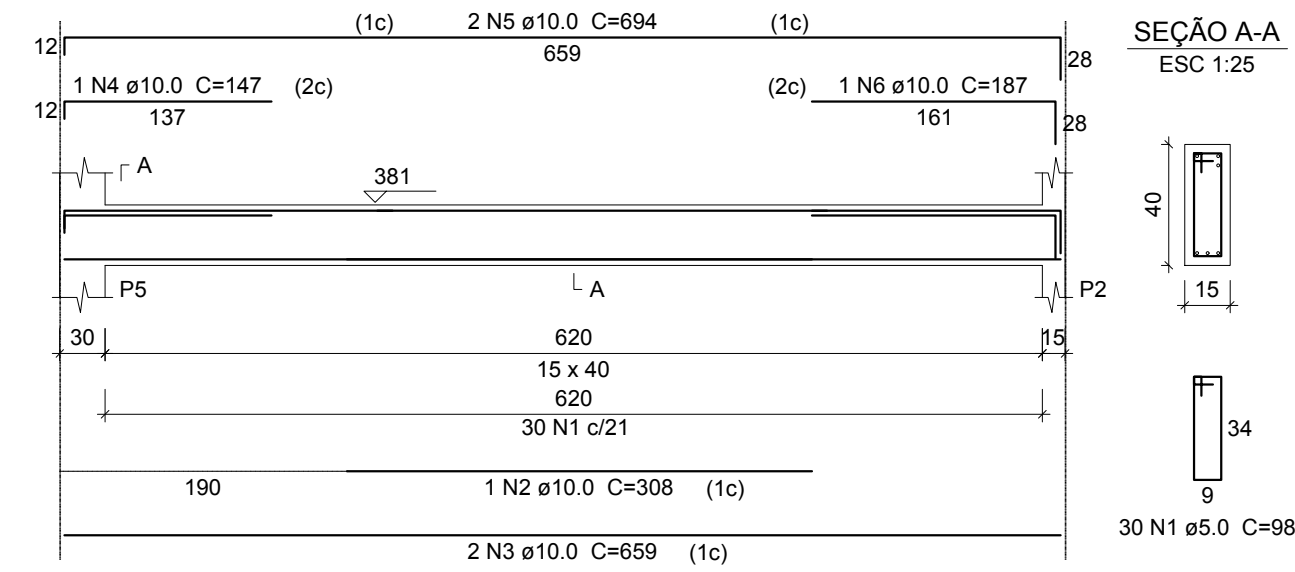 (1c) 2 N5 ø10.0 C=694 (1c)
SEÇÃO A-A
12 659 28
ESC 1:25
1 N4 ø10.0 C=147 (2c) (2c) 1 N6 ø10.0 C=187
12 137 161 28
A
381
40
15
P5 A P2
30 620 15
15 x 40
620
30 N1 c/21
34
9
190 1 N2 ø10.0 C=308 (1c)
30 N1 ø5.0 C=98
2 N3 ø10.0 C=659 (1c)